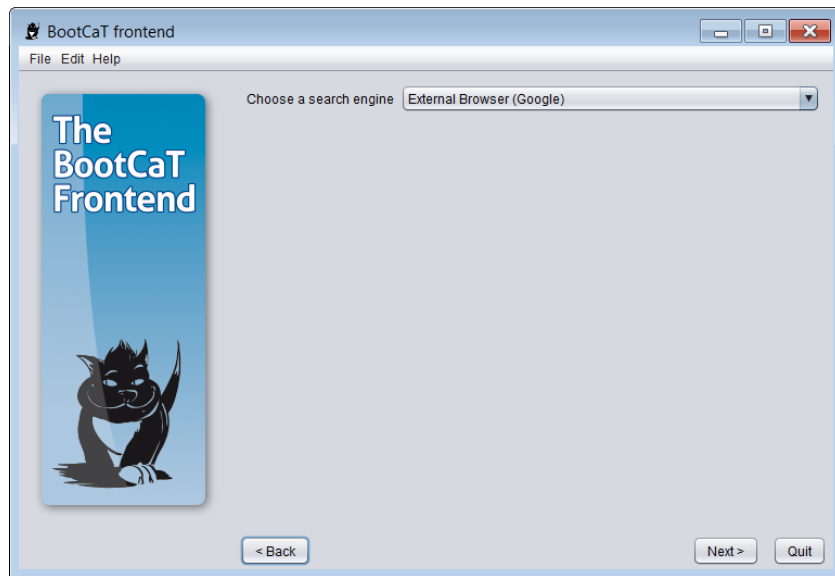 BootCaT frontend
File Edit Help
The
BootCaT
Frontend
Choose a search engine External Browser (Google)
< Back
Next > Quit